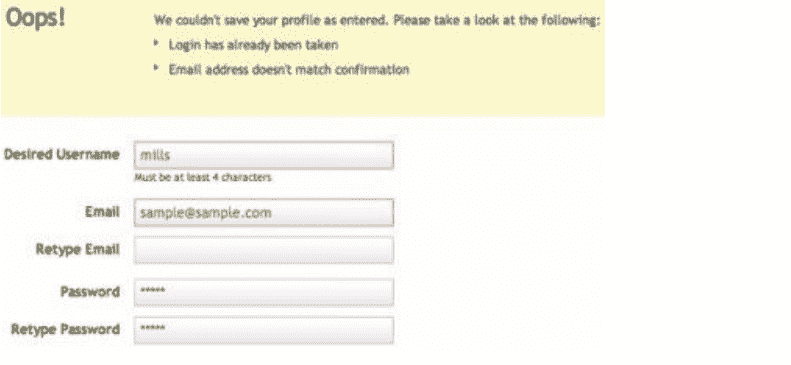 Oops!
We couldn't save your profile as entered. Please take a look at the following:
Login has already been taken
Email address doesn't match confirmation
Desired Username
mills
Must be at least 4 characters
Email
sample@sample.com
Retype Email
Password
*****
Retype Password
*****